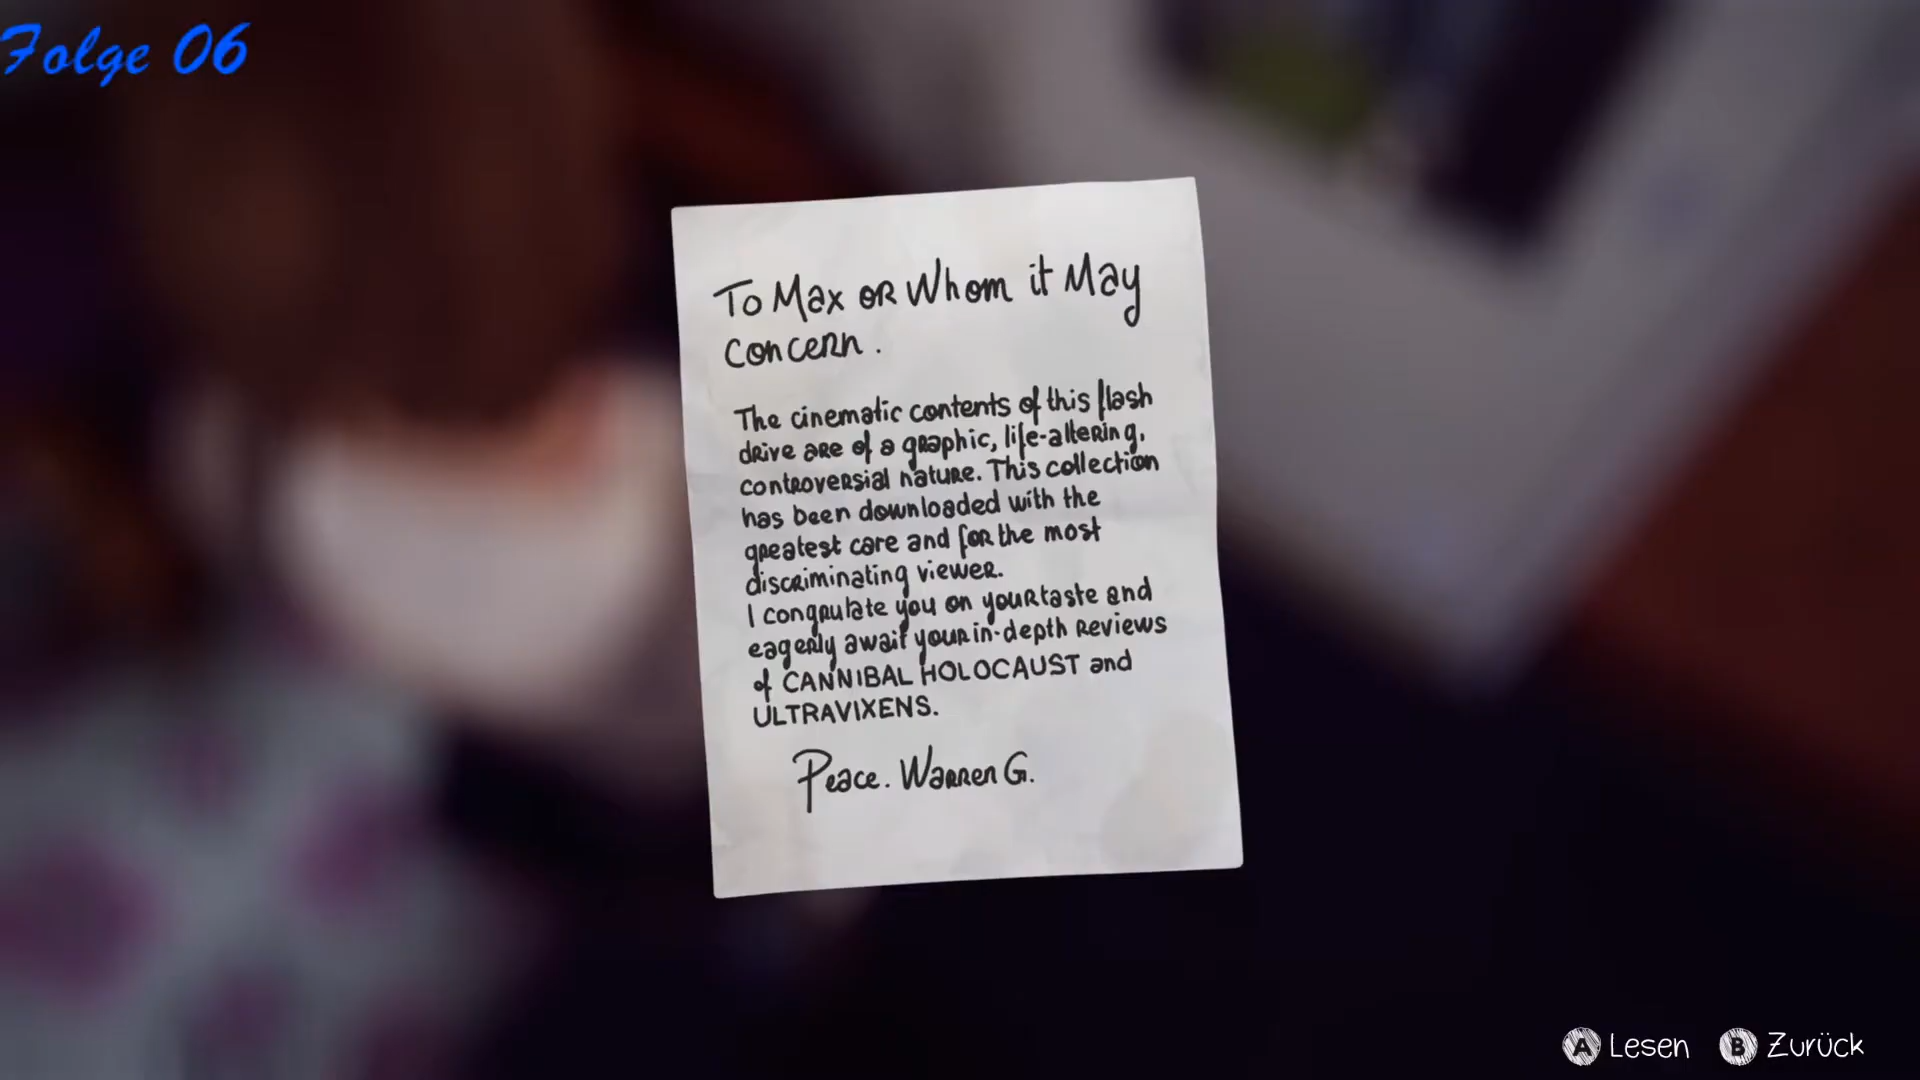 Folge 06
To Max or Whom it May
Concern.
The cinematic contents of this flash
drive are of a graphic, life-altering,
controversial nature. This collection
has been downloaded with the
greatest care and for the most
discriminating viewer.
I congrulate you on your taste and
eagerly await your in-depth reviews
of CANNIBAL HOLOCAUST and
ULTRAVIXENS.
Peace. Warren G.
A Lesen B Zurück